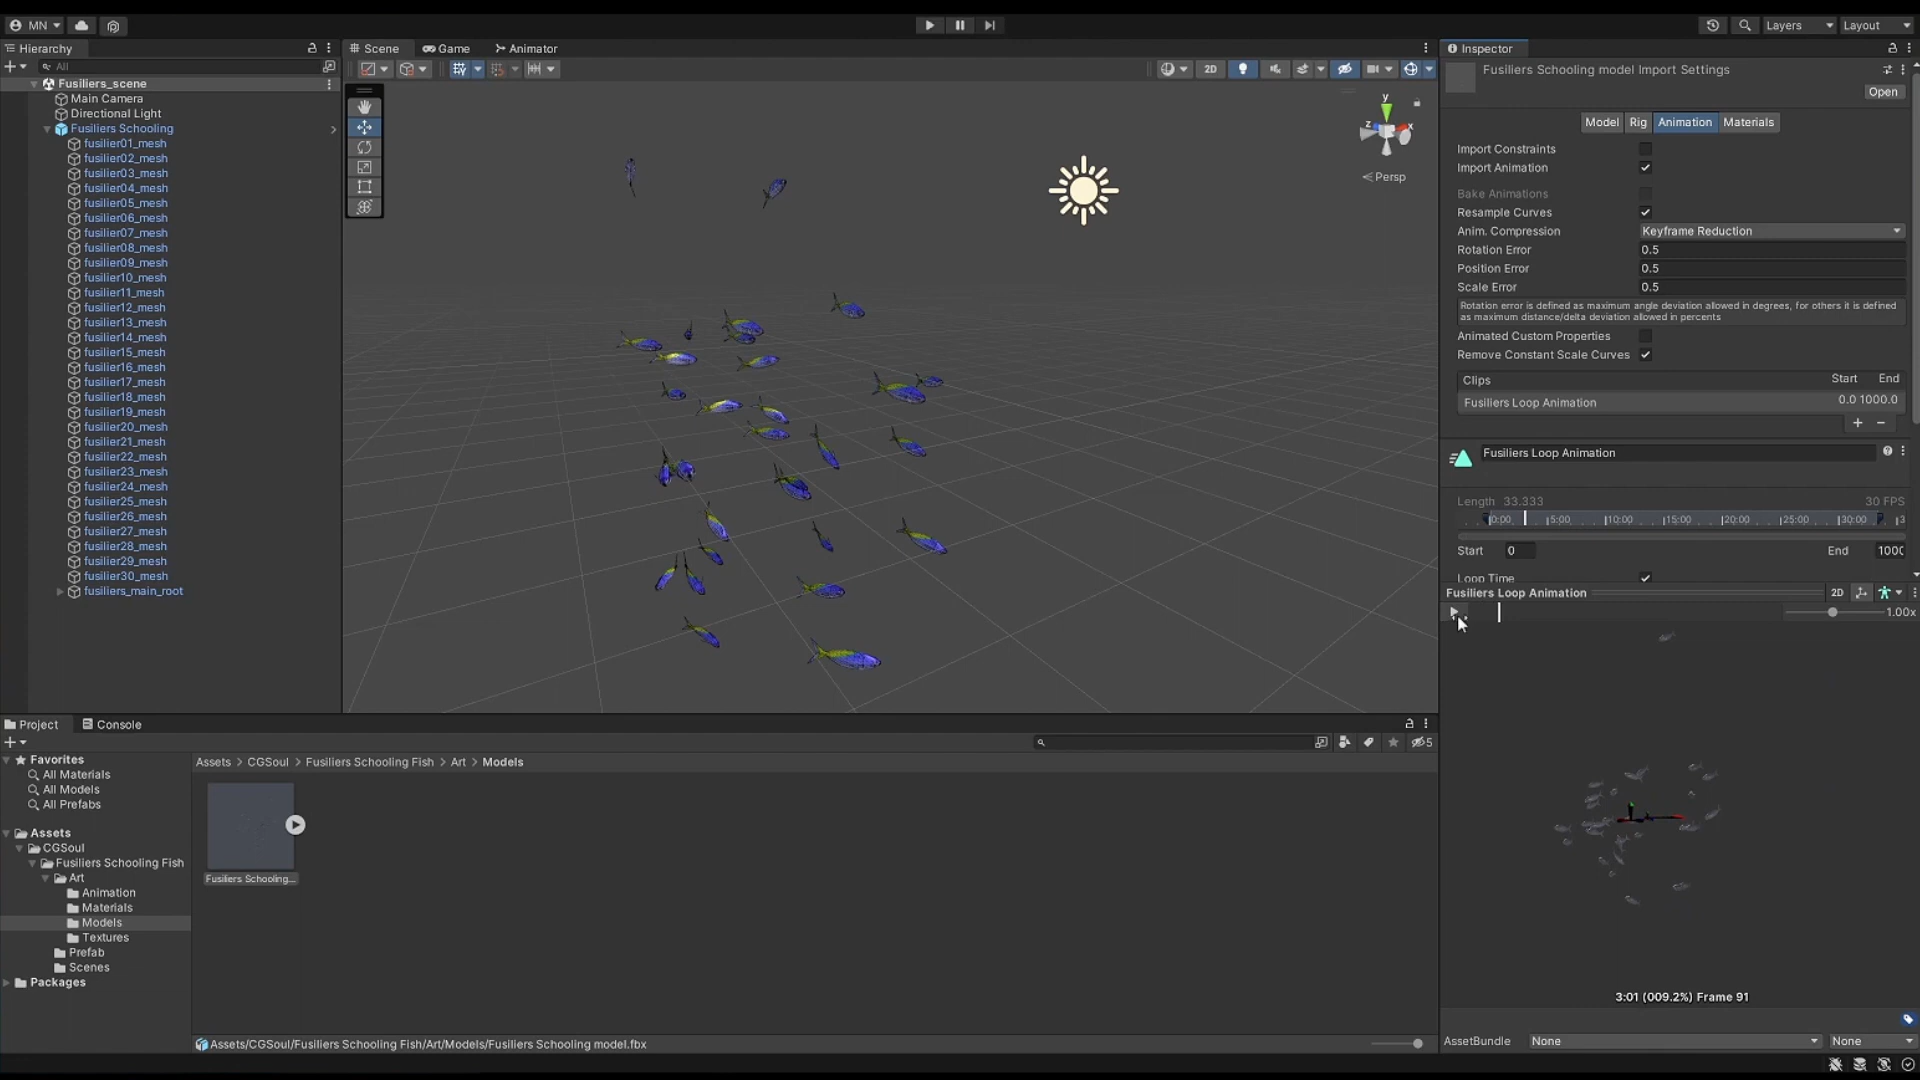 MN
Layers
Layout
Hierarchy
All
Fusiliers_scene
Main Camera
Directional Light
Fusiliers Schooling
fusilier01_mesh
fusilier02_mesh
fusilier03_mesh
fusilier04_mesh
fusilier05_mesh
fusilier06_mesh
fusilier07_mesh
fusilier08_mesh
fusilier09_mesh
fusilier10_mesh
fusilier11_mesh
fusilier12_mesh
fusilier13_mesh
fusilier14_mesh
fusilier15_mesh
fusilier16_mesh
fusilier17_mesh
fusilier18_mesh
fusilier19_mesh
fusilier20_mesh
fusilier21_mesh
fusilier22_mesh
fusilier23_mesh
fusilier24_mesh
fusilier25_mesh
fusilier26_mesh
fusilier27_mesh
fusilier28_mesh
fusilier29_mesh
fusilier30_mesh
fusiliers_main_root
Scene
Game
Animator
2D
y
z
x
Persp
Inspector
Fusiliers Schooling model Import Settings
Open
Model
Rig
Animation
Materials
Import Constraints
Import Animation
Bake Animations
Resample Curves
Anim. Compression
Keyframe Reduction
Rotation Error
0.5
Position Error
0.5
Scale Error
0.5
Rotation error is defined as maximum angle deviation allowed in degrees, for others it is defined
as maximum distance/delta deviation allowed in percents
Animated Custom Properties
Remove Constant Scale Curves
Clips
Start
End
Fusiliers Loop Animation
0.0 1000.0
Fusiliers Loop Animation
Length 33.333
30 FPS
0:00
5:00
10:00
15:00
20:00
25:00
30:00
Start
0
End
Loop Time
Fusiliers Loop Animation
2D
1.00x
3:01 (009.2%) Frame 91
AssetBundle
None
None
Project
Console
5
Favorites
All Materials
All Models
All Prefabs
Assets
CGSoul
Fusiliers Schooling Fish
Art
Animation
Materials
Models
Textures
Prefab
Scenes
Packages
Assets > CGSoul > Fusiliers Schooling Fish > Art > Models
Fusiliers Schooling...
Assets/CGSoul/Fusiliers Schooling Fish/Art/Models/Fusiliers Schooling model.fbx